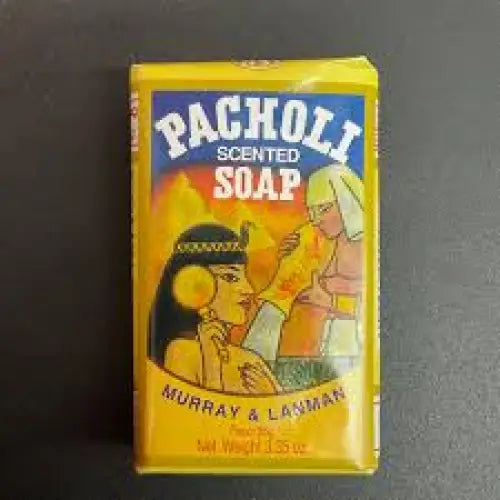 PACHOLI
SCENTED
SOAP
MURRAY & LANMAN
Net. Weight 3.35 oz.